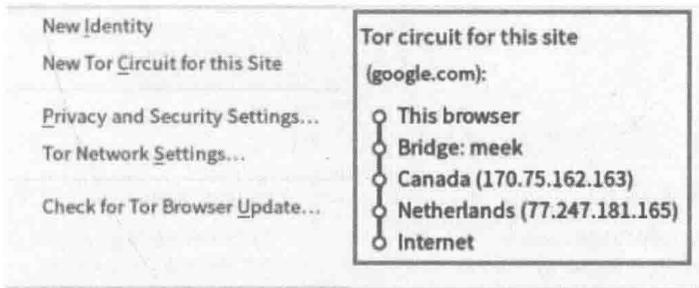 New Identity
New Tor Circuit for this Site
Privacy and Security Settings...
Tor Network Settings...
Check for Tor Browser Update...
Tor circuit for this site
(google.com):
This browser
Bridge: meek
Canada (170.75.162.163)
Netherlands (77.247.181.165)
Internet